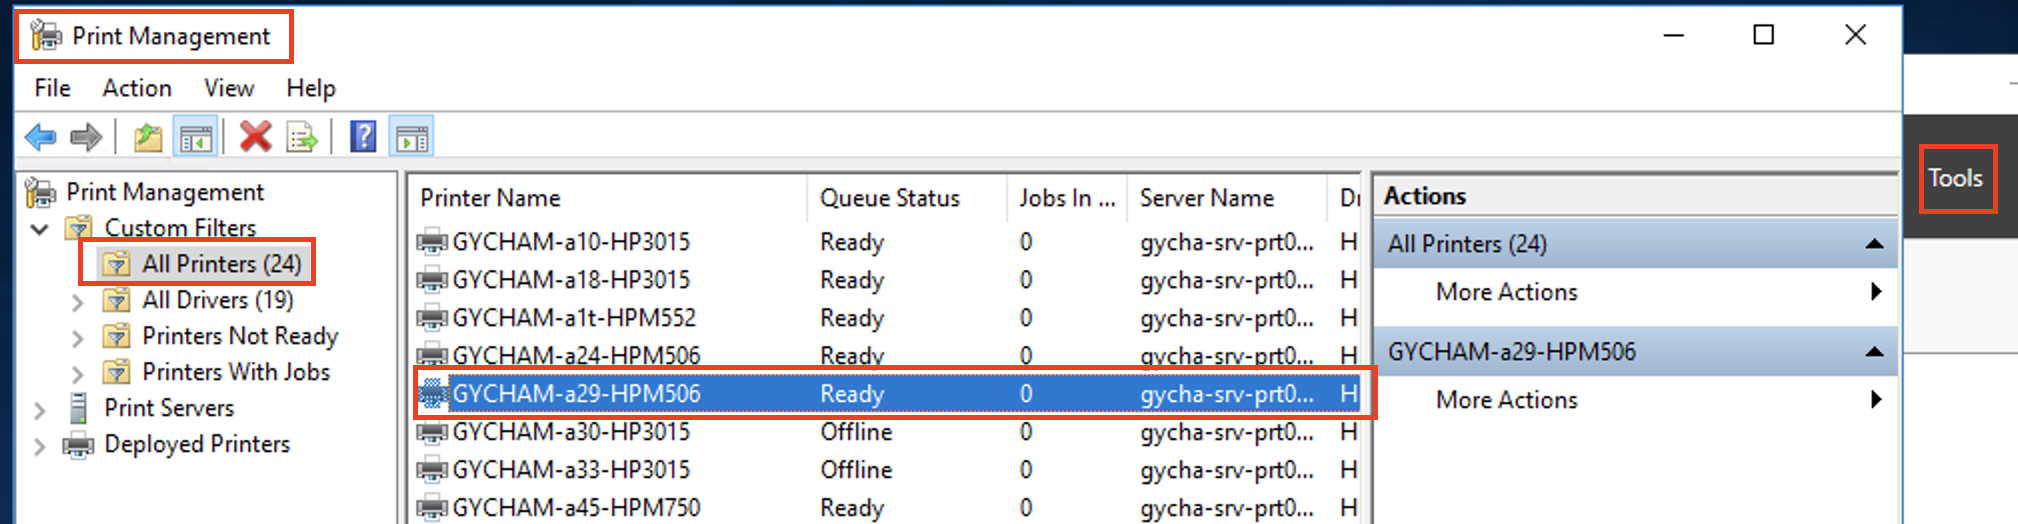 Print Management
File Action View Help
Tools
Print Management
Custom Filters
All Printers (24)
All Drivers (19)
Printers Not Ready
Printers With Jobs
Print Servers
Deployed Printers
Printer Name Queue Status Jobs In ... Server Name
GYCHAM-a10-HP3015 Ready 0 gycha-srv-prt0... H
GYCHAM-a18-HP3015 Ready 0 gycha-srv-prt0... H
GYCHAM-a1t-HPM552 Ready 0 gycha-srv-prt0... H
GYCHAM-a24-HPM506 Ready 0 gycha-srv-prt0... H
GYCHAM-a29-HPM506 Ready 0 gycha-srv-prt0... H
GYCHAM-a30-HP3015 Offline 0 gycha-srv-prt0... H
GYCHAM-a33-HP3015 Offline 0 gycha-srv-prt0... H
GYCHAM-a45-HPM750 Ready 0 gycha-srv-prt0... H
Actions
All Printers (24)
More Actions
GYCHAM-a29-HPM506
More Actions